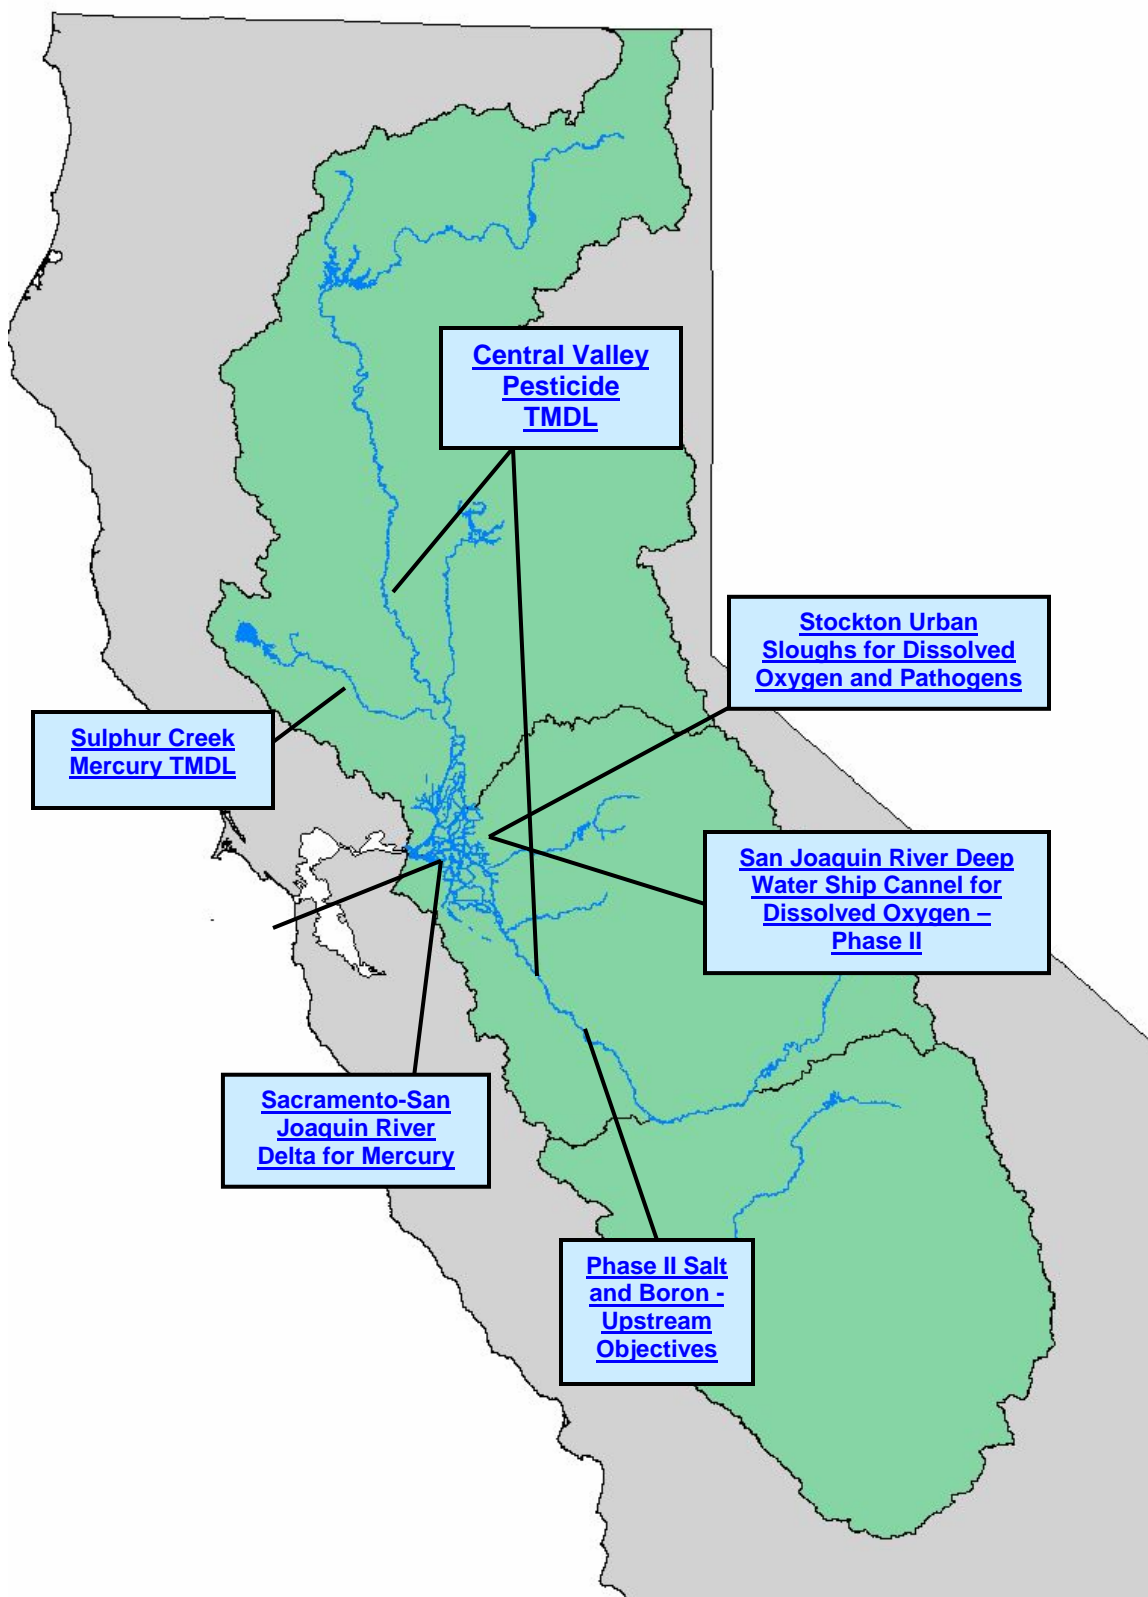 Central Valley
Pesticide
TMDL
Stockton Urban
Sloughs for Dissolved
Oxygen and Pathogens
Sulphur Creek
Mercury TMDL
San Joaquin River Deep
Water Ship Cannel for
Dissolved Oxygen –
Phase II
Sacramento-San
Joaquin River
Delta for Mercury
Phase II Salt
and Boron -
Upstream
Objectives